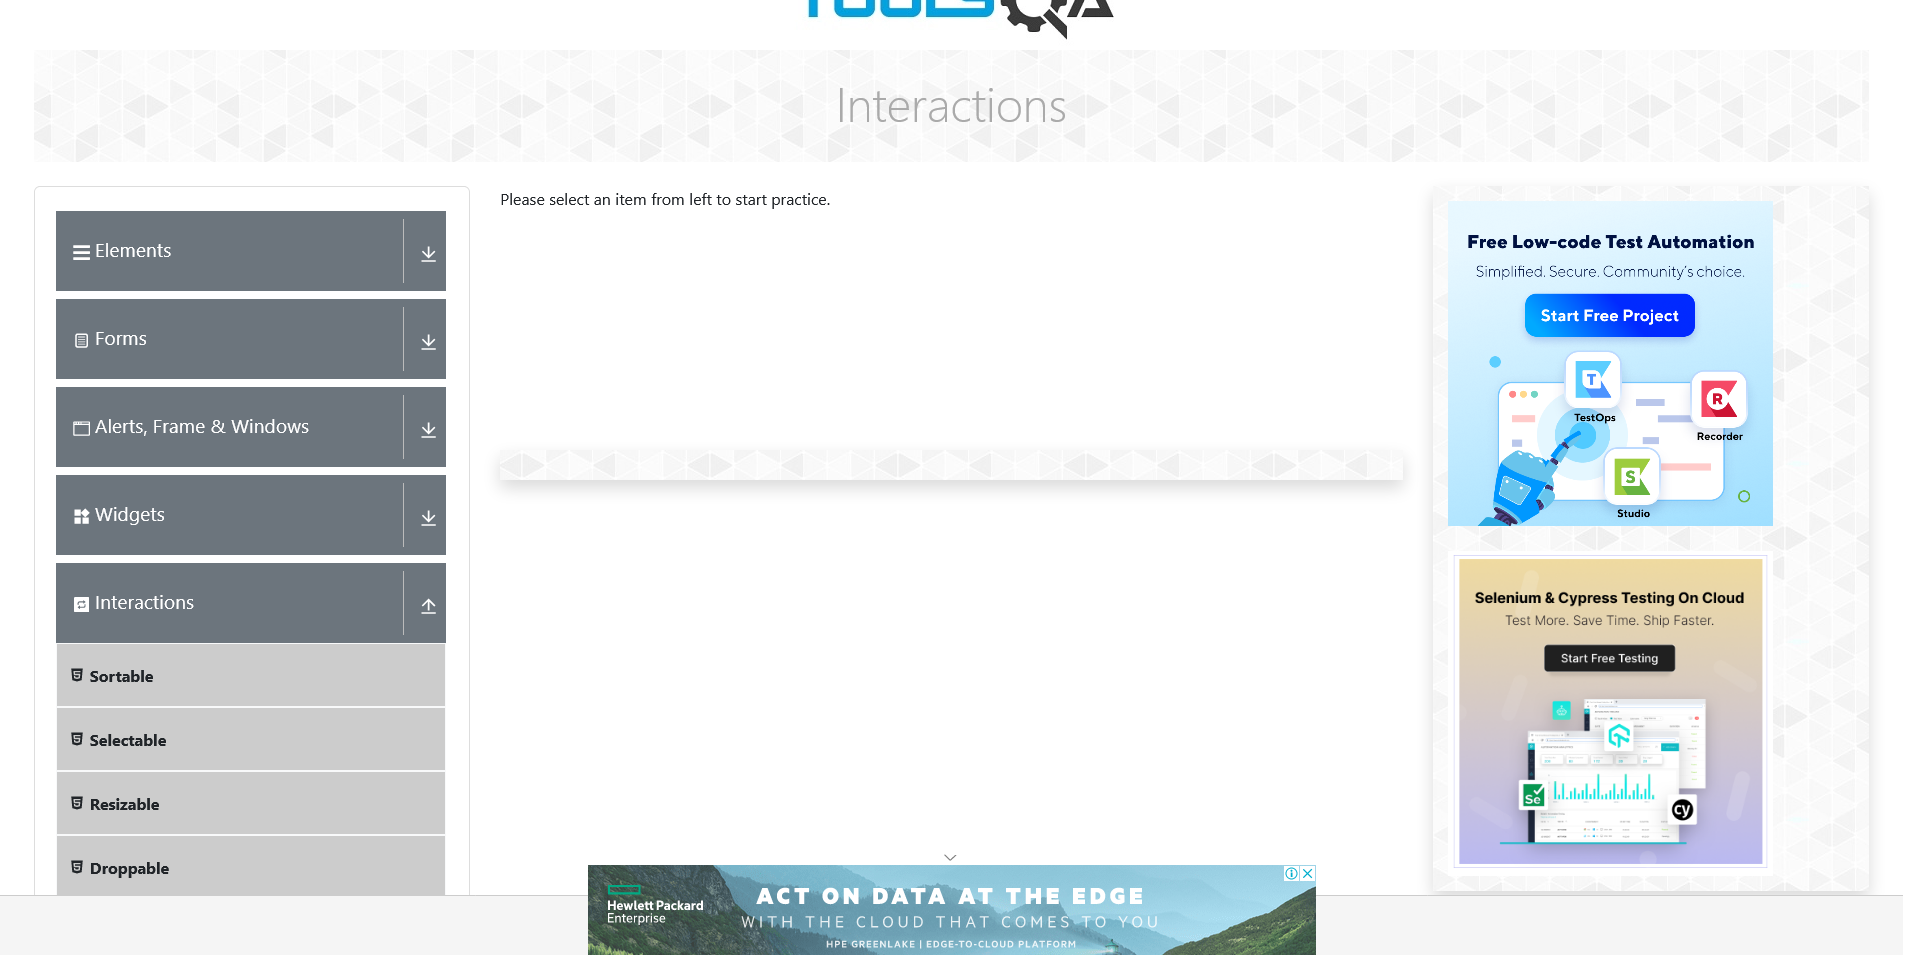 TOOLSQA
Interactions
Elements
Forms
Alerts, Frame & Windows
Widgets
Interactions
Sortable
Selectable
Resizable
Droppable
Please select an item from left to start practice.
Free Low-code Test Automation
Simplified. Secure. Community's choice.
Start Free Project
T
TestOps
R
Recorder
S
Studio
Selenium & Cypress Testing On Cloud
Test More. Save Time. Ship Faster.
Start Free Testing
Se
cy
Hewlett Packard
Enterprise
ACT ON DATA AT THE EDGE
WITH THE CLOUD THAT COMES TO YOU
HPE GREENLAKE | EDGE-TO-CLOUD PLATFORM